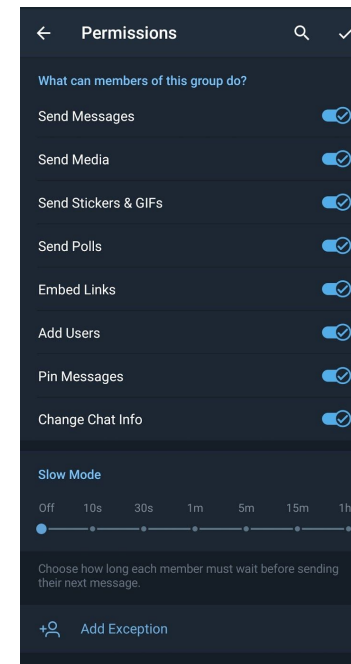 Permissions
What can members of this group do?
Send Messages
Send Media
Send Stickers & GIFs
Send Polls
Embed Links
Add Users
Pin Messages
Change Chat Info
Slow Mode
Off 10s 30s 1m 5m 15m 1h
Choose how long each member must wait before sending
their next message.
Add Exception